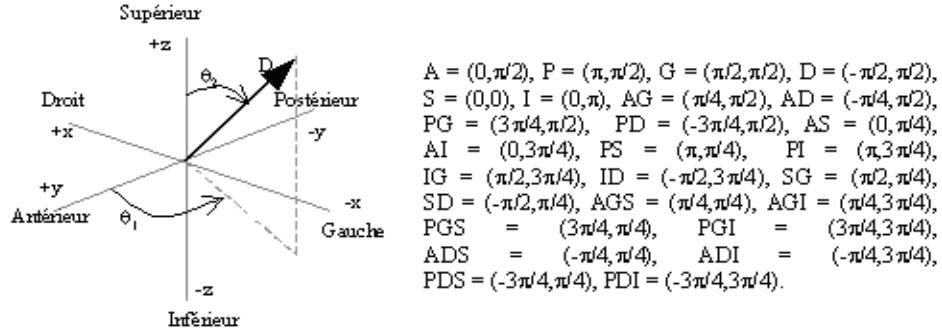 Supérieur
+z
θ2
D
Droit
Postérieur
+x
-y
+y
-x
Antérieur
θ1
Gauche
-z
Inférieur
A = (0,π/2), P = (π,π/2), G = (π/2,π/2), D = (-π/2,π/2),
S = (0,0), I = (0,π), AG = (π/4,π/2), AD = (-π/4,π/2),
PG = (3π/4,π/2), PD = (-3π/4,π/2), AS = (0,π/4),
AI = (0,3π/4), PS = (π,π/4), PI = (π,3π/4),
IG = (π/2,3π/4), ID = (-π/2,3π/4), SG = (π/2,π/4),
SD = (-π/2,π/4), AGS = (π/4,π/4), AGI = (π/4,3π/4),
PGS = (3π/4,π/4), PGI = (3π/4,3π/4),
ADS = (-π/4,π/4), ADI = (-π/4,3π/4),
PDS = (-3π/4,π/4), PDI = (-3π/4,3π/4).